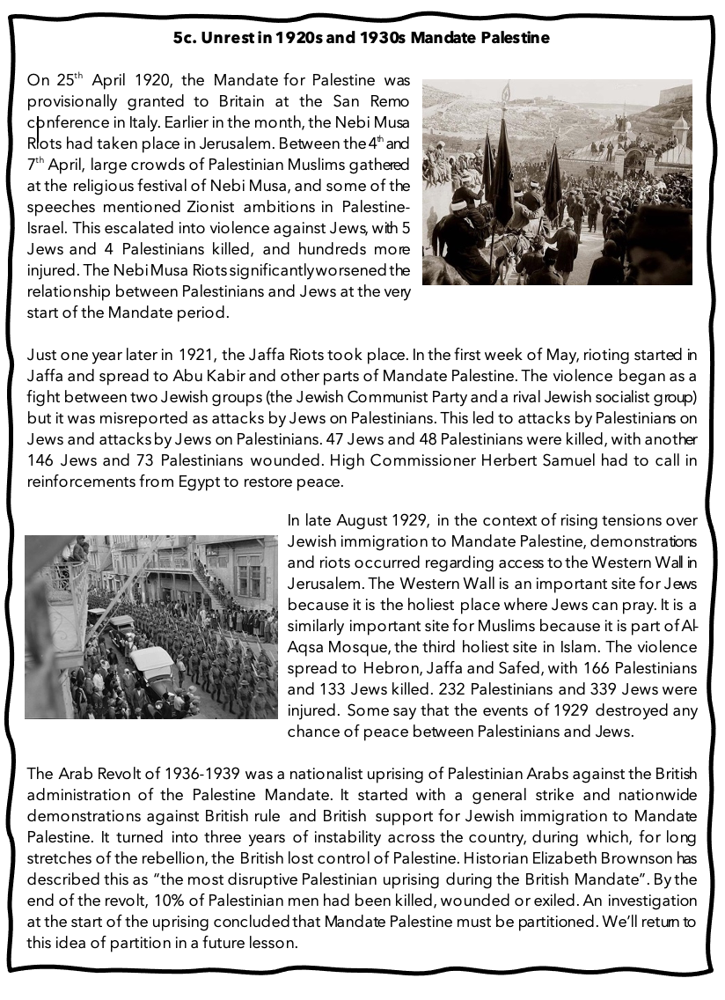 5c. Unrest in 1920s and 1930s Mandate Palestine
On 25th April 1920, the Mandate for Palestine was
provisionally granted to Britain at the San Remo
conference in Italy. Earlier in the month, the Nebi Musa
Riots had taken place in Jerusalem. Between the 4th and
7th April, large crowds of Palestinian Muslims gathered
at the religious festival of Nebi Musa, and some of the
speeches mentioned Zionist ambitions in Palestine-
Israel. This escalated into violence against Jews, with 5
Jews and 4 Palestinians killed, and hundreds more
injured. The Nebi Musa Riots significantly worsened the
relationship between Palestinians and Jews at the very
start of the Mandate period.
Just one year later in 1921, the Jaffa Riots took place. In the first week of May, rioting started in
Jaffa and spread to Abu Kabir and other parts of Mandate Palestine. The violence began as a
fight between two Jewish groups (the Jewish Communist Party and a rival Jewish socialist group)
but it was misreported as attacks by Jews on Palestinians. This led to attacks by Palestinians on
Jews and attacks by Jews on Palestinians. 47 Jews and 48 Palestinians were killed, with another
146 Jews and 73 Palestinians wounded. High Commissioner Herbert Samuel had to call in
reinforcements from Egypt to restore peace.
In late August 1929, in the context of rising tensions over
Jewish immigration to Mandate Palestine, demonstrations
and riots occurred regarding access to the Western Wall in
Jerusalem. The Western Wall is an important site for Jews
because it is the holiest place where Jews can pray. It is a
similarly important site for Muslims because it is part of Al-
Aqsa Mosque, the third holiest site in Islam. The violence
spread to Hebron, Jaffa and Safed, with 166 Palestinians
and 133 Jews killed. 232 Palestinians and 339 Jews were
injured. Some say that the events of 1929 destroyed any
chance of peace between Palestinians and Jews.
The Arab Revolt of 1936-1939 was a nationalist uprising of Palestinian Arabs against the British
administration of the Palestine Mandate. It started with a general strike and nationwide
demonstrations against British rule and British support for Jewish immigration to Mandate
Palestine. It turned into three years of instability across the country, during which, for long
stretches of the rebellion, the British lost control of Palestine. Historian Elizabeth Brownson has
described this as “the most disruptive Palestinian uprising during the British Mandate”. By the
end of the revolt, 10% of Palestinian men had been killed, wounded or exiled. An investigation
at the start of the uprising concluded that Mandate Palestine must be partitioned. We’ll return to
this idea of partition in a future lesson.